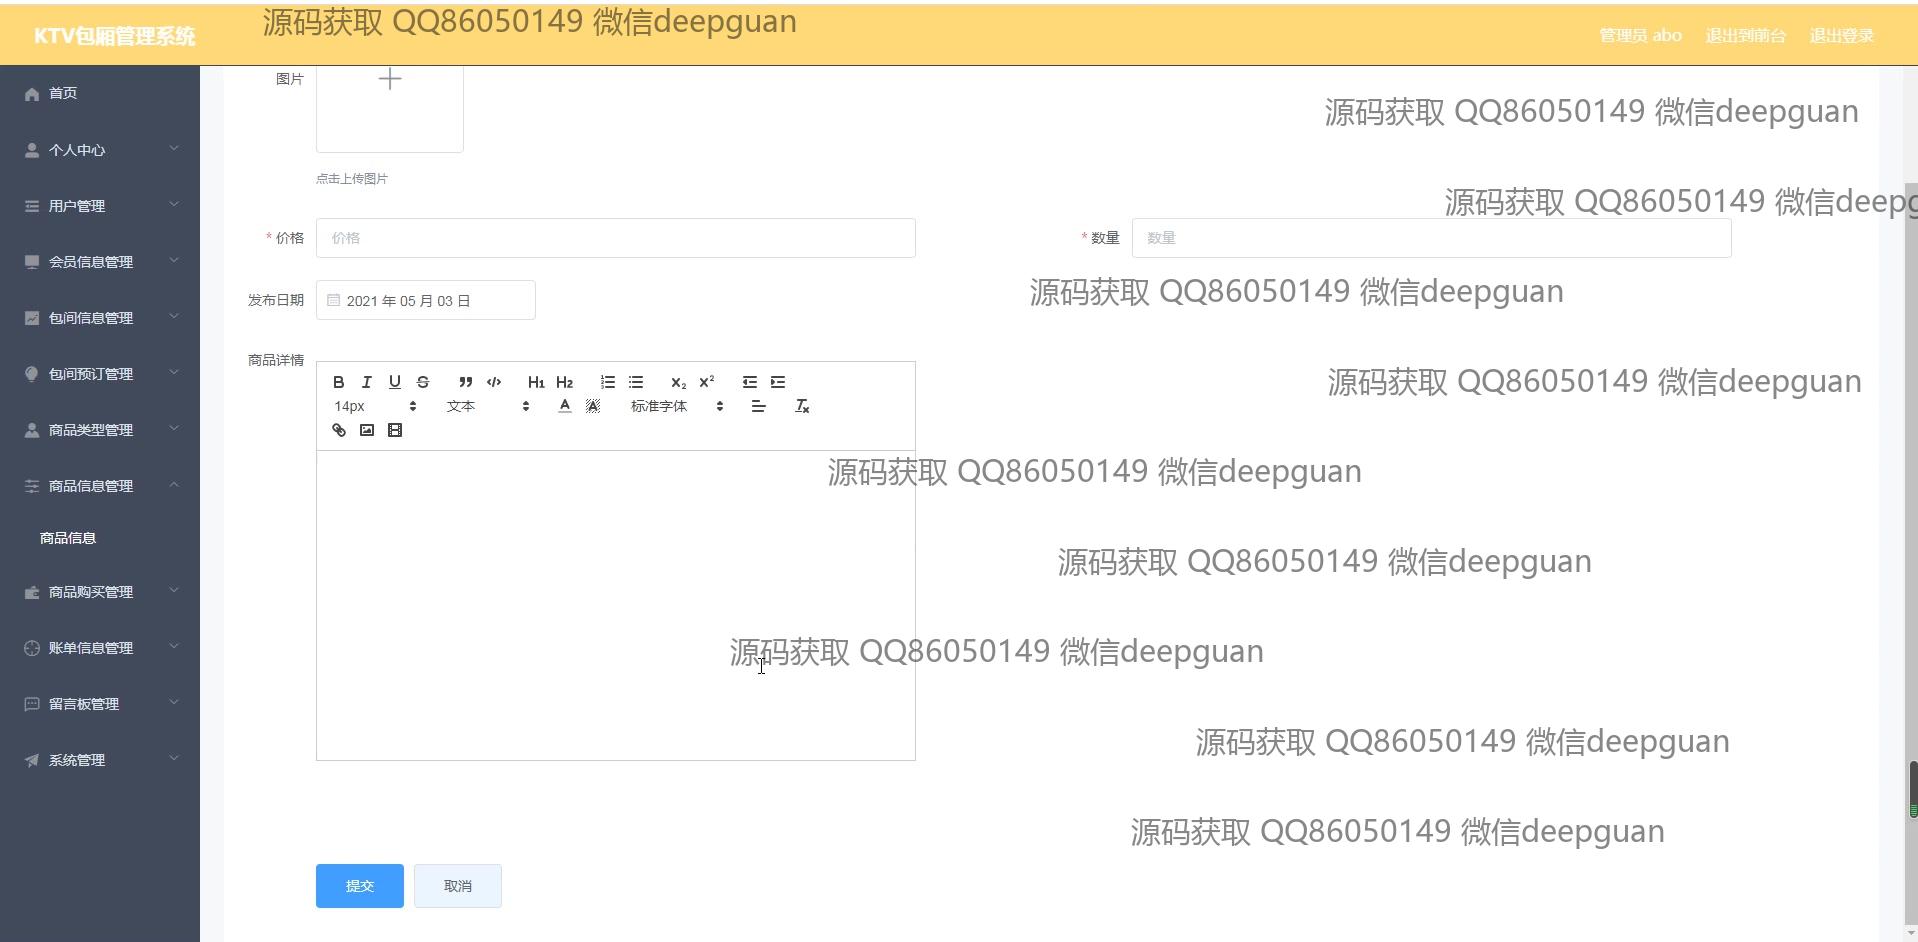 源码获取 QQ86050149 微信deepguan
KTV包厢管理系统
管理员 abo 退出到前台 退出登录
首页
个人中心
用户管理
会员信息管理
包间信息管理
包间预订管理
商品类型管理
商品信息管理
商品信息
商品购买管理
账单信息管理
留言板管理
系统管理
图片
源码获取 QQ86050149 微信deepguan
点击上传图片
源码获取 QQ86050149 微信deepg
* 价格 价格
* 数量 数量
源码获取 QQ86050149 微信deepguan
发布日期 2021 年 05 月 03 日
商品详情
源码获取 QQ86050149 微信deepguan
B I U S H1 H2 X2 X2
14px 文本 A A 标准字体 Tx
源码获取 QQ86050149 微信deepguan
源码获取 QQ86050149 微信deepguan
源码获取 QQ86050149 微信deepguan
源码获取 QQ86050149 微信deepguan
源码获取 QQ86050149 微信deepguan
提交 取消